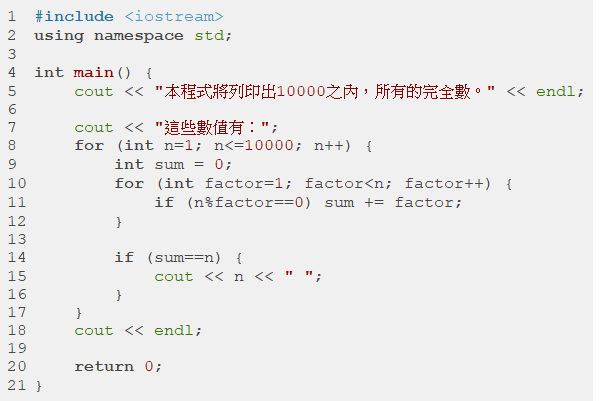 1 #include <iostream>
2 using namespace std;
3
4 int main() {
5     cout << "本程式將列印出10000之內，所有的完全數。" << endl;
6
7     cout << "這些數值有：";
8     for (int n=1; n<=10000; n++) {
9         int sum = 0;
10         for (int factor=1; factor<n; factor++) {
11             if (n%factor==0) sum += factor;
12         }
13
14         if (sum==n) {
15             cout << n << " ";
16         }
17     }
18     cout << endl;
19
20     return 0;
21 }